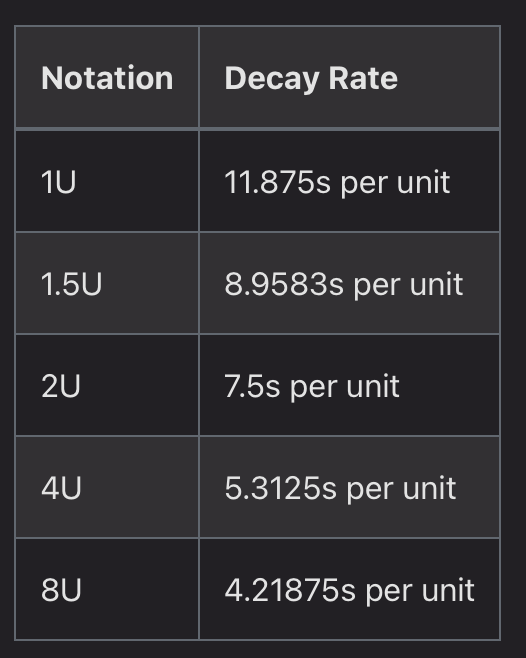 Notation Decay Rate
1U 11.875s per unit
1.5U 8.9583s per unit
2U 7.5s per unit
4U 5.3125s per unit
8U 4.21875s per unit